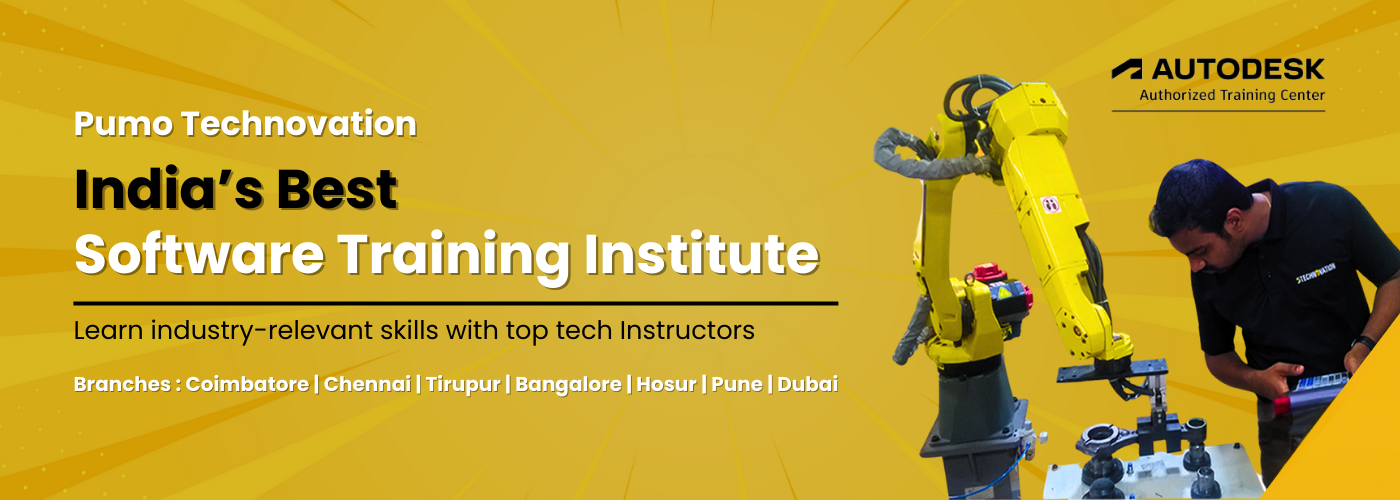 AUTODESK
Authorized Training Center
Pumo Technovation
India’s Best
Software Training Institute
Learn industry-relevant skills with top tech Instructors
Branches : Coimbatore | Chennai | Tirupur | Bangalore | Hosur | Pune | Dubai